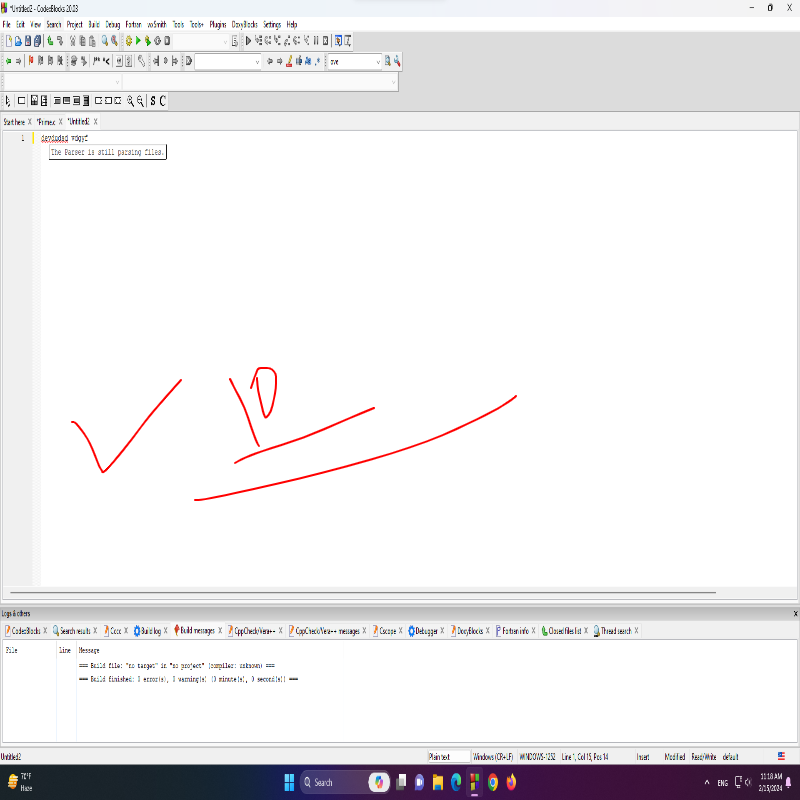 *Untitled2 - Code::Blocks 20.03
File Edit View Search Project Build Debug Fortran wxSmith Tools Tools+ Plugins DoxyBlocks Settings Help
ove
S C
Start here X *Prime.c X *Untitled2 X
1
The Parser is still parsing files.
Logs & others
Code::Blocks X Search results X Cccc X Build log X Build messages X CppCheck/Vera++ X CppCheck/Vera++ messages X Cscope X Debugger X DoxyBlocks X Fortran info X Closed files list X Thread search X
File Line Message
=== Build file: "no target" in "no project" (compiler: unknown) ===
=== Build finished: 0 error(s), 0 warning(s) (0 minute(s), 0 second(s)) ===
Untitled2 Plain text Windows (CR+LF) WINDOWS-1252 Line 1, Col 15, Pos 14 Insert Modified Read/Write default
70°F
Haze
Search
ENG
11:18 AM
2/15/2024